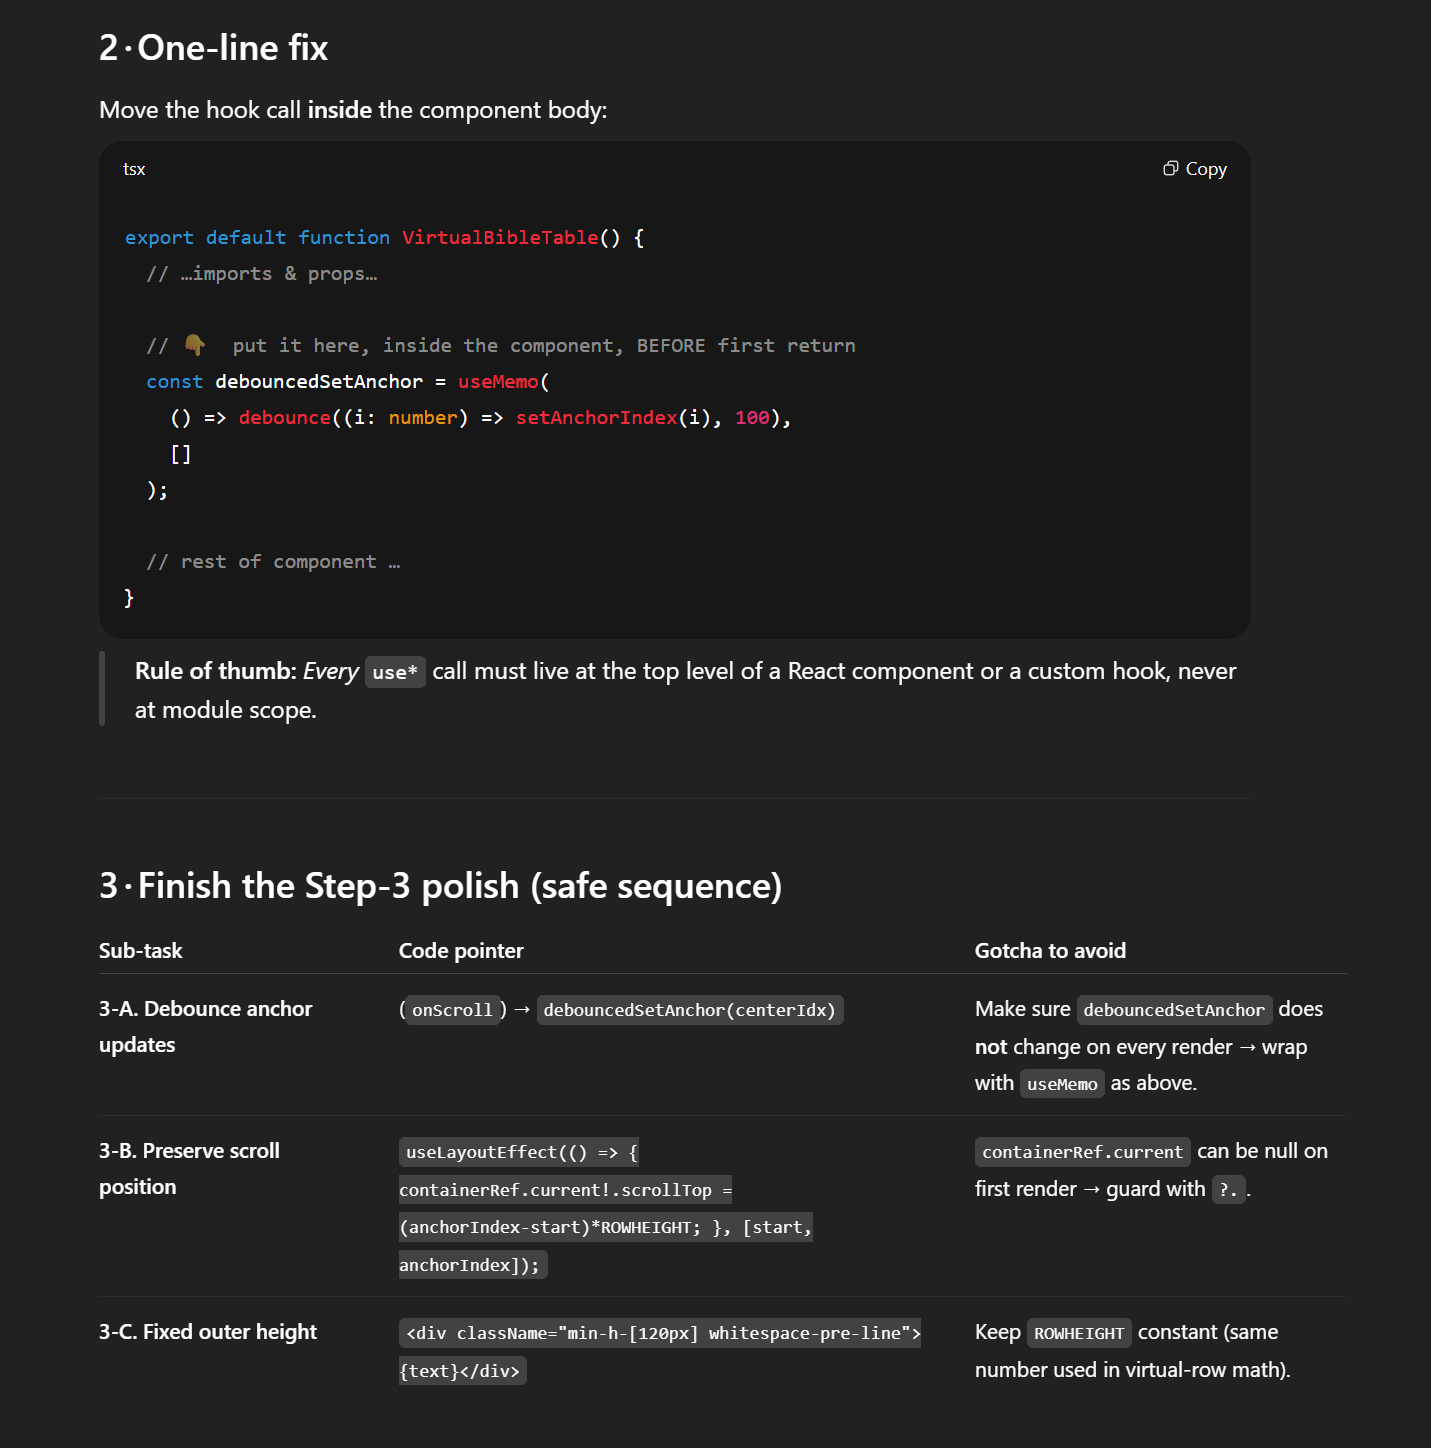 2 · One-line fix
Move the hook call inside the component body:
tsx
Copy
export default function VirtualBibleTable() {
// …imports & props…
// 👇 put it here, inside the component, BEFORE first return
const debouncedSetAnchor = useMemo(
() => debounce((i: number) => setAnchorIndex(i), 100),
[]
);
// rest of component …
}
Rule of thumb: Every use* call must live at the top level of a React component or a custom hook, never
at module scope.
3 · Finish the Step-3 polish (safe sequence)
Sub-task
Code pointer
Gotcha to avoid
3-A. Debounce anchor
updates
(onScroll) → debouncedSetAnchor(centerIdx)
Make sure debouncedSetAnchor does
not change on every render → wrap
with useMemo as above.
3-B. Preserve scroll
position
useLayoutEffect(() => {
containerRef.current!.scrollTop =
(anchorIndex-start)*ROWHEIGHT; }, [start,
anchorIndex]);
containerRef.current can be null on
first render → guard with ?..
3-C. Fixed outer height
<div className="min-h-[120px] whitespace-pre-line">
{text}</div>
Keep ROWHEIGHT constant (same
number used in virtual-row math).